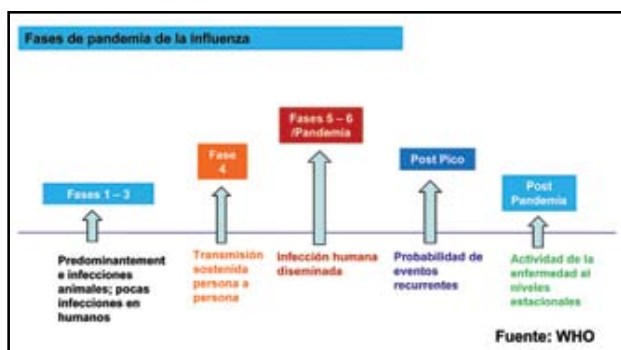 Fases de pandemia de la influenza
Fases 1 – 3
Fase
4
Fases 5 – 6
/Pandemia
Post Pico
Post
Pandemia
Predominantement
e infecciones
animales; pocas
infecciones en
humanos
Transmisión
sostenida
persona a
persona
Infección humana
diseminada
Probabilidad de
eventos
recurrentes
Actividad de la
enfermedad al
niveles
estacionales
Fuente: WHO